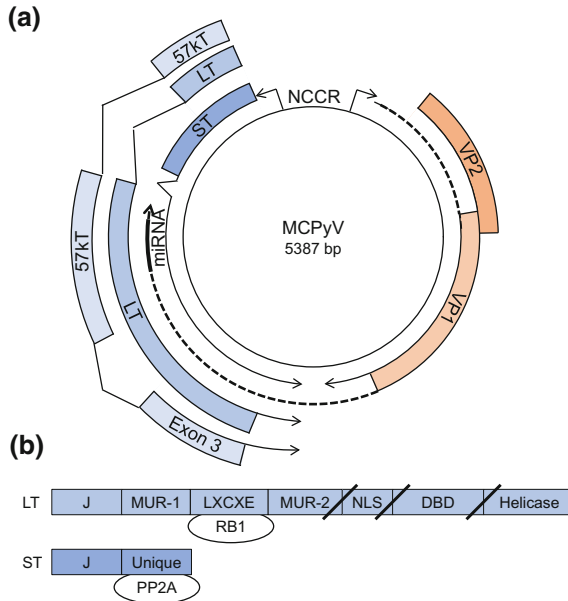 (a)
57kT
LT
ST
NCCR
VP2
MCPyV
5387 bp
miRNA
57kT
LT
VP1
Exon 3
(b)
LT J MUR-1 LXCXE MUR-2 NLS DBD Helicase
RB1
ST J Unique
PP2A